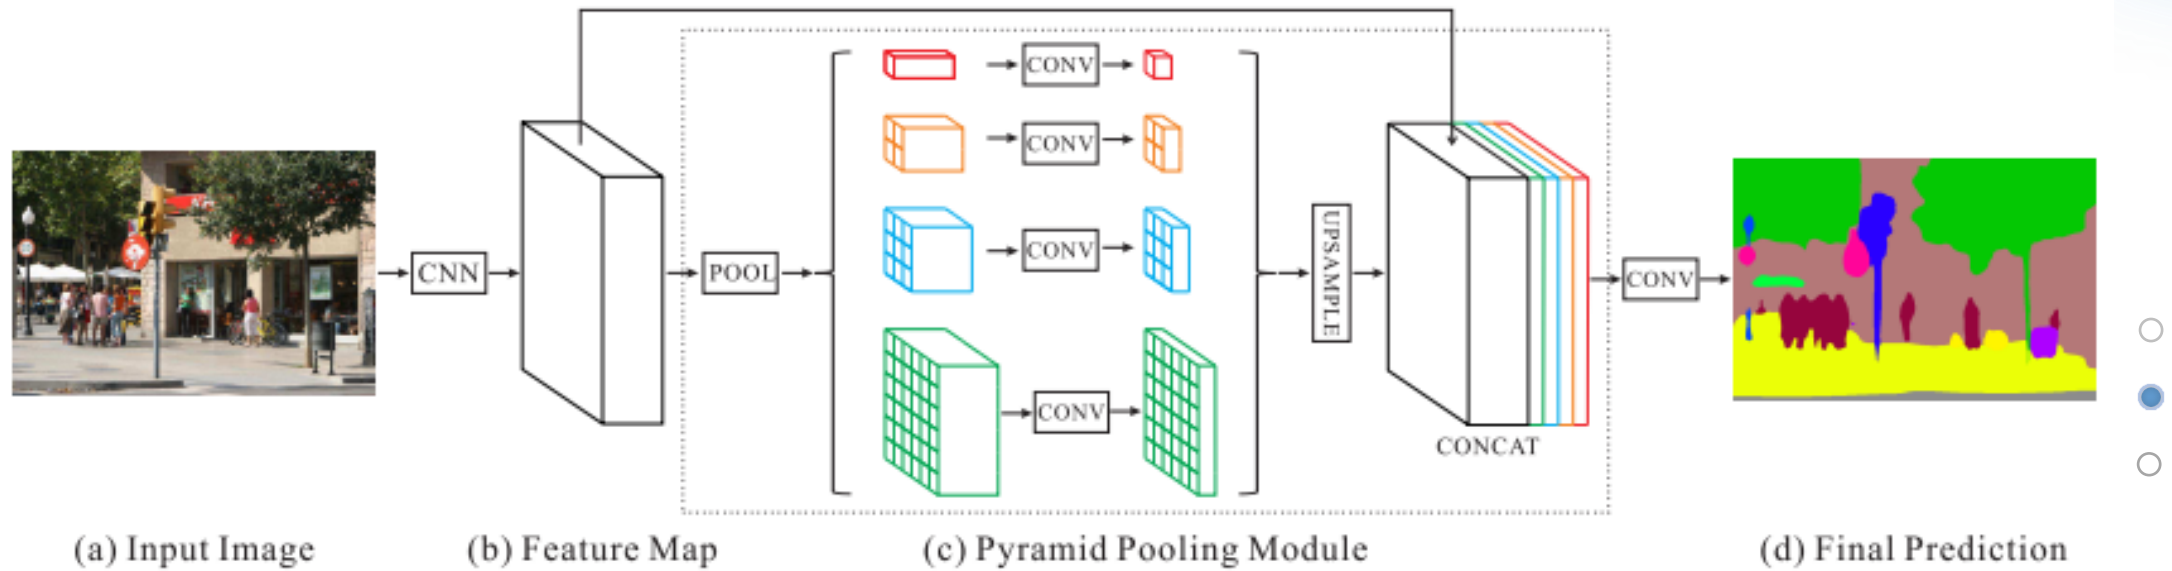 CNN
POOL
CONV
CONV
CONV
CONV
UPSAMPLE
CONCAT
CONV
(a) Input Image
(b) Feature Map
(c) Pyramid Pooling Module
(d) Final Prediction